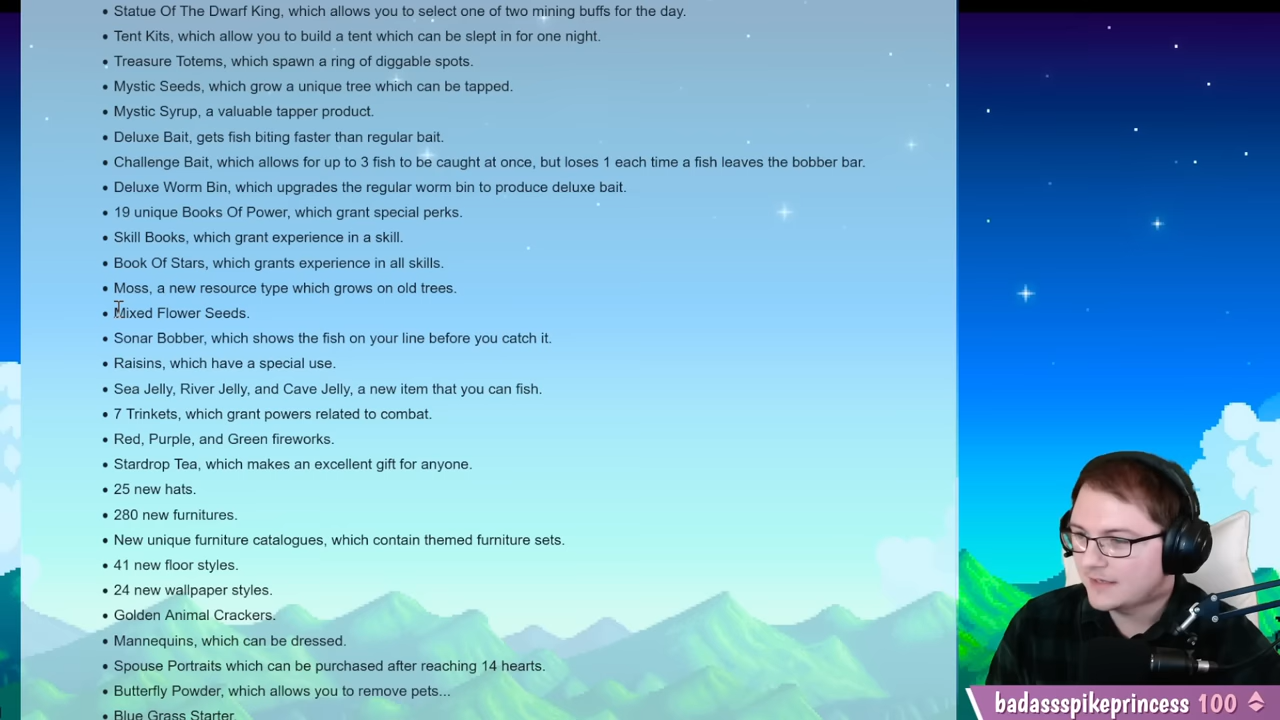 • Statue Of The Dwarf King, which allows you to select one of two mining buffs for the day.
• Tent Kits, which allow you to build a tent which can be slept in for one night.
• Treasure Totems, which spawn a ring of diggable spots.
• Mystic Seeds, which grow a unique tree which can be tapped.
• Mystic Syrup, a valuable tapper product.
• Deluxe Bait, gets fish biting faster than regular bait.
• Challenge Bait, which allows for up to 3 fish to be caught at once, but loses 1 each time a fish leaves the bobber bar.
• Deluxe Worm Bin, which upgrades the regular worm bin to produce deluxe bait.
• 19 unique Books Of Power, which grant special perks.
• Skill Books, which grant experience in a skill.
• Book Of Stars, which grants experience in all skills.
• Moss, a new resource type which grows on old trees.
• Mixed Flower Seeds.
• Sonar Bobber, which shows the fish on your line before you catch it.
• Raisins, which have a special use.
• Sea Jelly, River Jelly, and Cave Jelly, a new item that you can fish.
• 7 Trinkets, which grant powers related to combat.
• Red, Purple, and Green fireworks.
• Stardrop Tea, which makes an excellent gift for anyone.
• 25 new hats.
• 280 new furnitures.
• New unique furniture catalogues, which contain themed furniture sets.
• 41 new floor styles.
• 24 new wallpaper styles.
• Golden Animal Crackers.
• Mannequins, which can be dressed.
• Spouse Portraits which can be purchased after reaching 14 hearts.
• Butterfly Powder, which allows you to remove pets...
• Blue Grass Starter.
badassspikeprincess 100